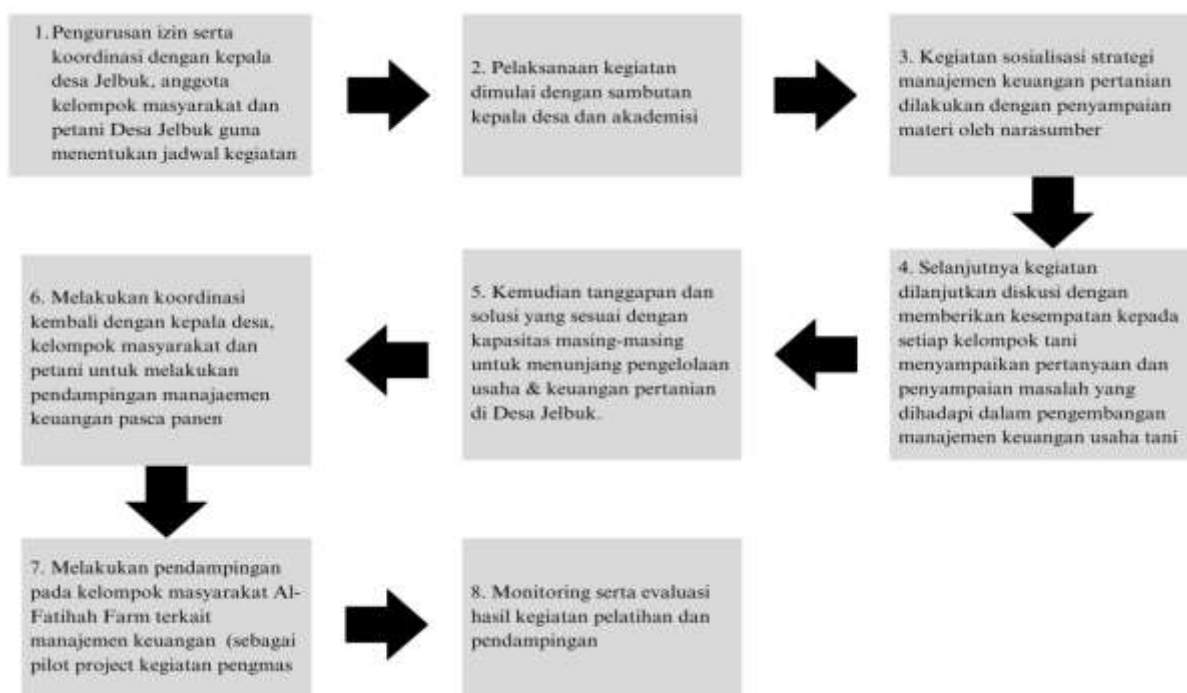 1. Pengurusan izin serta
koordinasi dengan kepala
desa Jelbuk, anggota
kelompok masyarakat dan
petani Desa Jelbuk guna
menentukan jadwal kegiatan
2. Pelaksanaan kegiatan
dimulai dengan sambutan
kepala desa dan akademisi
3. Kegiatan sosialisasi strategi
manajemen keuangan pertanian
dilakukan dengan penyampaian
materi oleh narasumber
4. Selanjutnya kegiatan
dilanjutkan diskusi dengan
memberikan kesempatan kepada
setiap kelompok tani
menyampaikan pertanyaan dan
penyampaian masalah yang
dihadapi dalam pengembangan
manajemen keuangan usaha tani
5. Kemudian tanggapan dan
solusi yang sesuai dengan
kapasitas masing-masing
untuk menunjang pengelolaan
usaha & keuangan pertanian
di Desa Jelbuk.
6. Melakukan koordinasi
kembali dengan kepala desa,
kelompok masyarakat dan
petani untuk melakukan
pendampingan manajaemen
keuangan pasca panen
7. Melakukan pendampingan
pada kelompok masyarakat Al-
Fatihah Farm terkait
manajemen keuangan (sebagai
pilot project kegiatan pengmas
8. Monitoring serta evaluasi
hasil kegiatan pelatihan dan
pendampingan